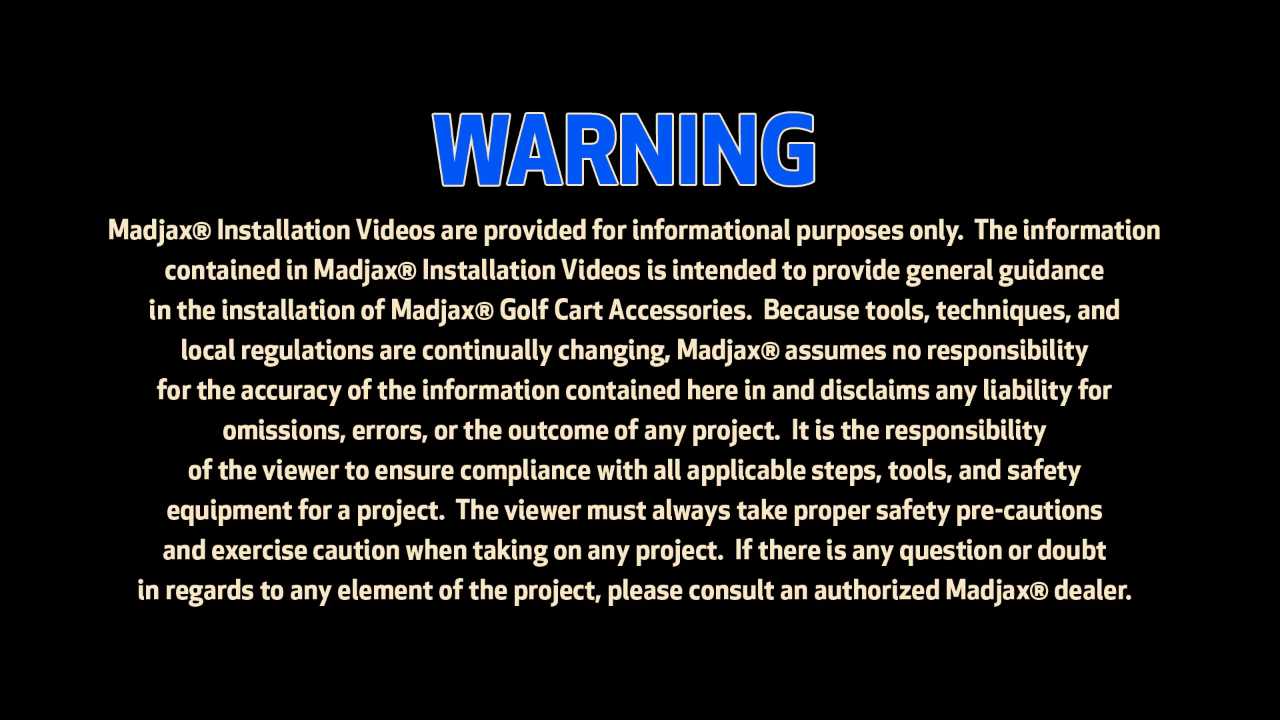 WARNING
Madjax® Installation Videos are provided for informational purposes only.  The information
contained in Madjax® Installation Videos is intended to provide general guidance
in the installation of Madjax® Golf Cart Accessories.  Because tools, techniques, and
local regulations are continually changing, Madjax® assumes no responsibility
for the accuracy of the information contained here in and disclaims any liability for
omissions, errors, or the outcome of any project.  It is the responsibility
of the viewer to ensure compliance with all applicable steps, tools, and safety
equipment for a project.  The viewer must always take proper safety pre-cautions
and exercise caution when taking on any project.  If there is any question or doubt
in regards to any element of the project, please consult an authorized Madjax® dealer.